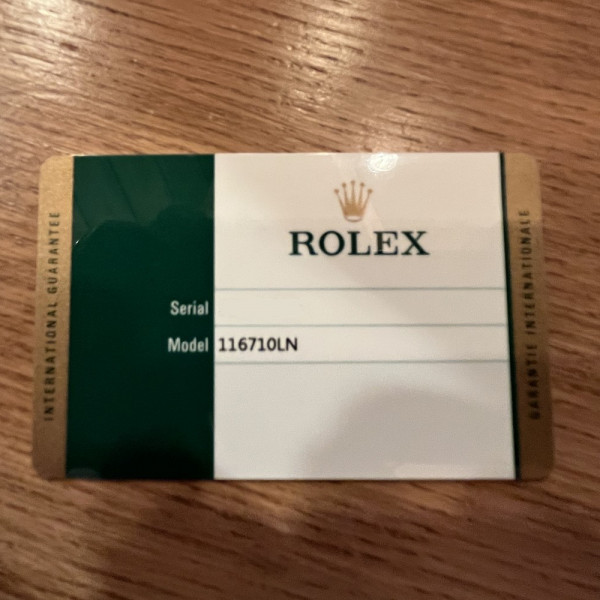 INTERNATIONAL GUARANTEE
ROLEX
Serial
Model 116710LN
GARANTIE INTERNATIONALE